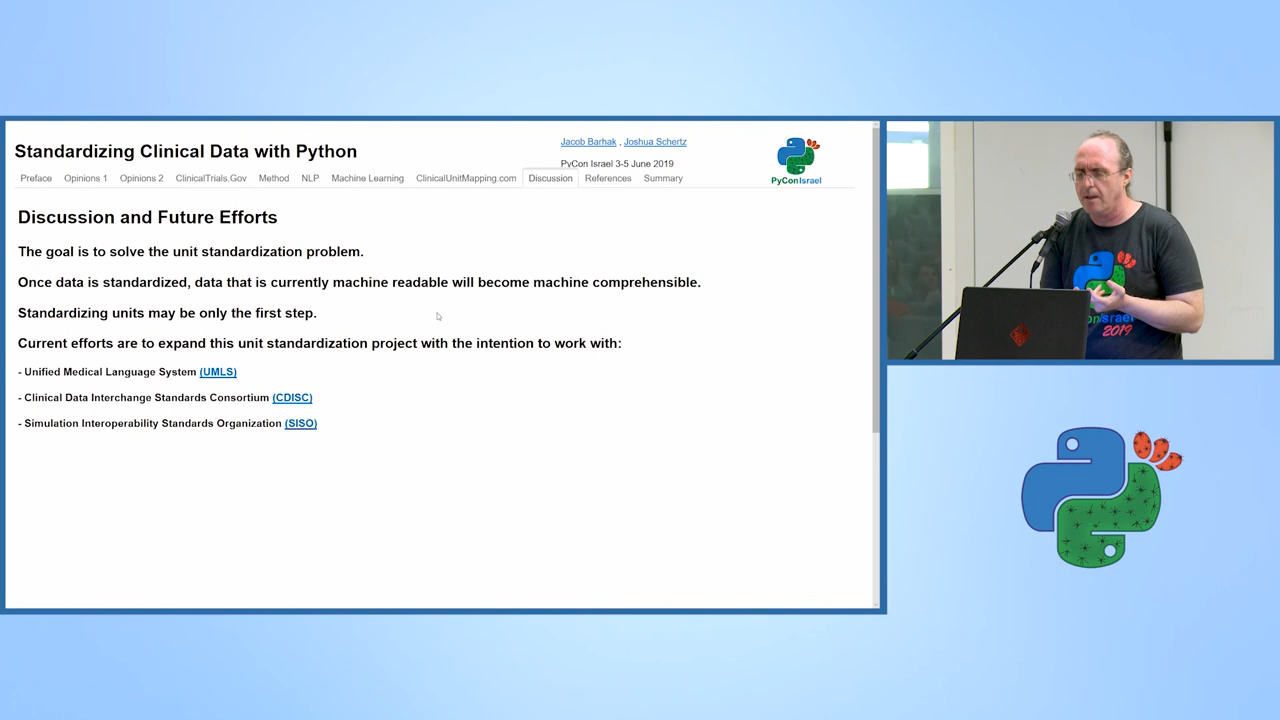 Standardizing Clinical Data with Python
Jacob Barhak , Joshua Schertz
PyCon Israel 3-5 June 2019
PyConIsrael
Preface Opinions 1 Opinions 2 ClinicalTrials.Gov Method NLP Machine Learning ClinicalUnitMapping.com Discussion References Summary
Discussion and Future Efforts
The goal is to solve the unit standardization problem.
Once data is standardized, data that is currently machine readable will become machine comprehensible.
Standardizing units may be only the first step.
Current efforts are to expand this unit standardization project with the intention to work with:
- Unified Medical Language System (UMLS)
- Clinical Data Interchange Standards Consortium (CDISC)
- Simulation Interoperability Standards Organization (SISO)
2019